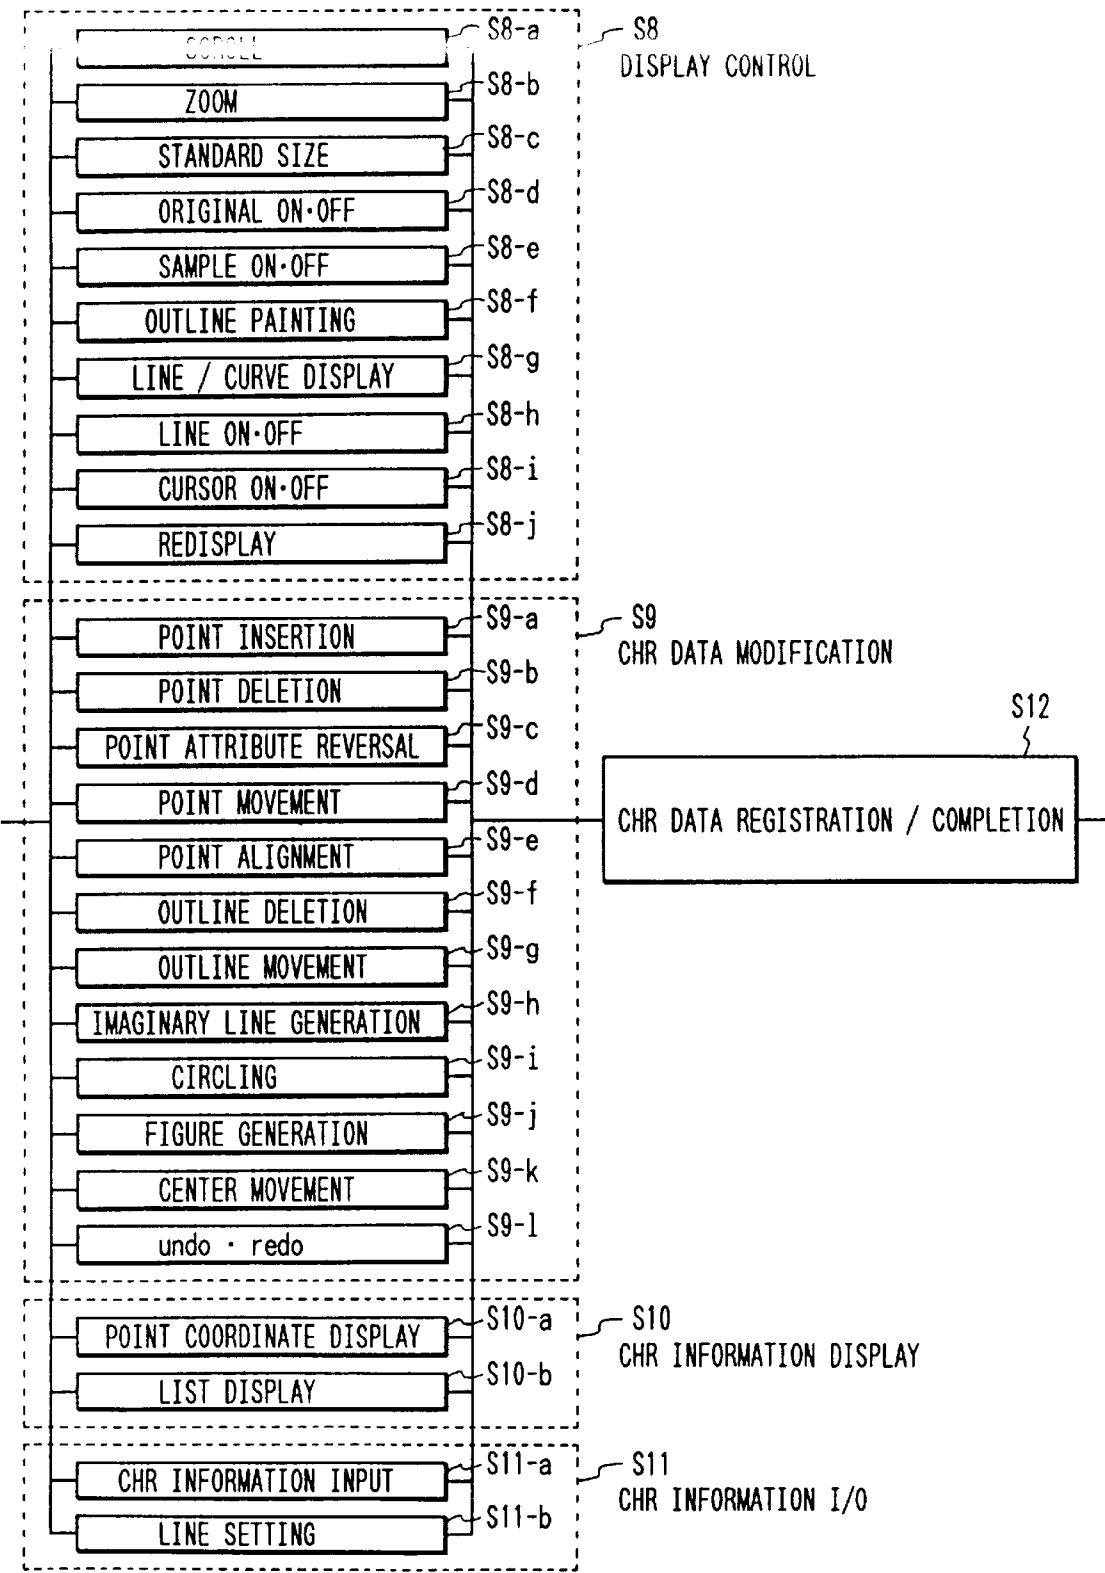 S8-a
SCROLL
S8
DISPLAY CONTROL
S8-b
ZOOM
S8-c
STANDARD SIZE
S8-d
ORIGINAL ON·OFF
S8-e
SAMPLE ON·OFF
S8-f
OUTLINE PAINTING
S8-g
LINE / CURVE DISPLAY
S8-h
LINE ON·OFF
S8-i
CURSOR ON·OFF
S8-j
REDISPLAY
S9-a
POINT INSERTION
S9
CHR DATA MODIFICATION
S9-b
POINT DELETION
S9-c
POINT ATTRIBUTE REVERSAL
S9-d
POINT MOVEMENT
S9-e
POINT ALIGNMENT
S9-f
OUTLINE DELETION
S9-g
OUTLINE MOVEMENT
S9-h
IMAGINARY LINE GENERATION
S9-i
CIRCLING
S9-j
FIGURE GENERATION
S9-k
CENTER MOVEMENT
S9-l
undo · redo
S12
CHR DATA REGISTRATION / COMPLETION
S10-a
POINT COORDINATE DISPLAY
S10
CHR INFORMATION DISPLAY
S10-b
LIST DISPLAY
S11-a
CHR INFORMATION INPUT
S11
CHR INFORMATION I/O
S11-b
LINE SETTING